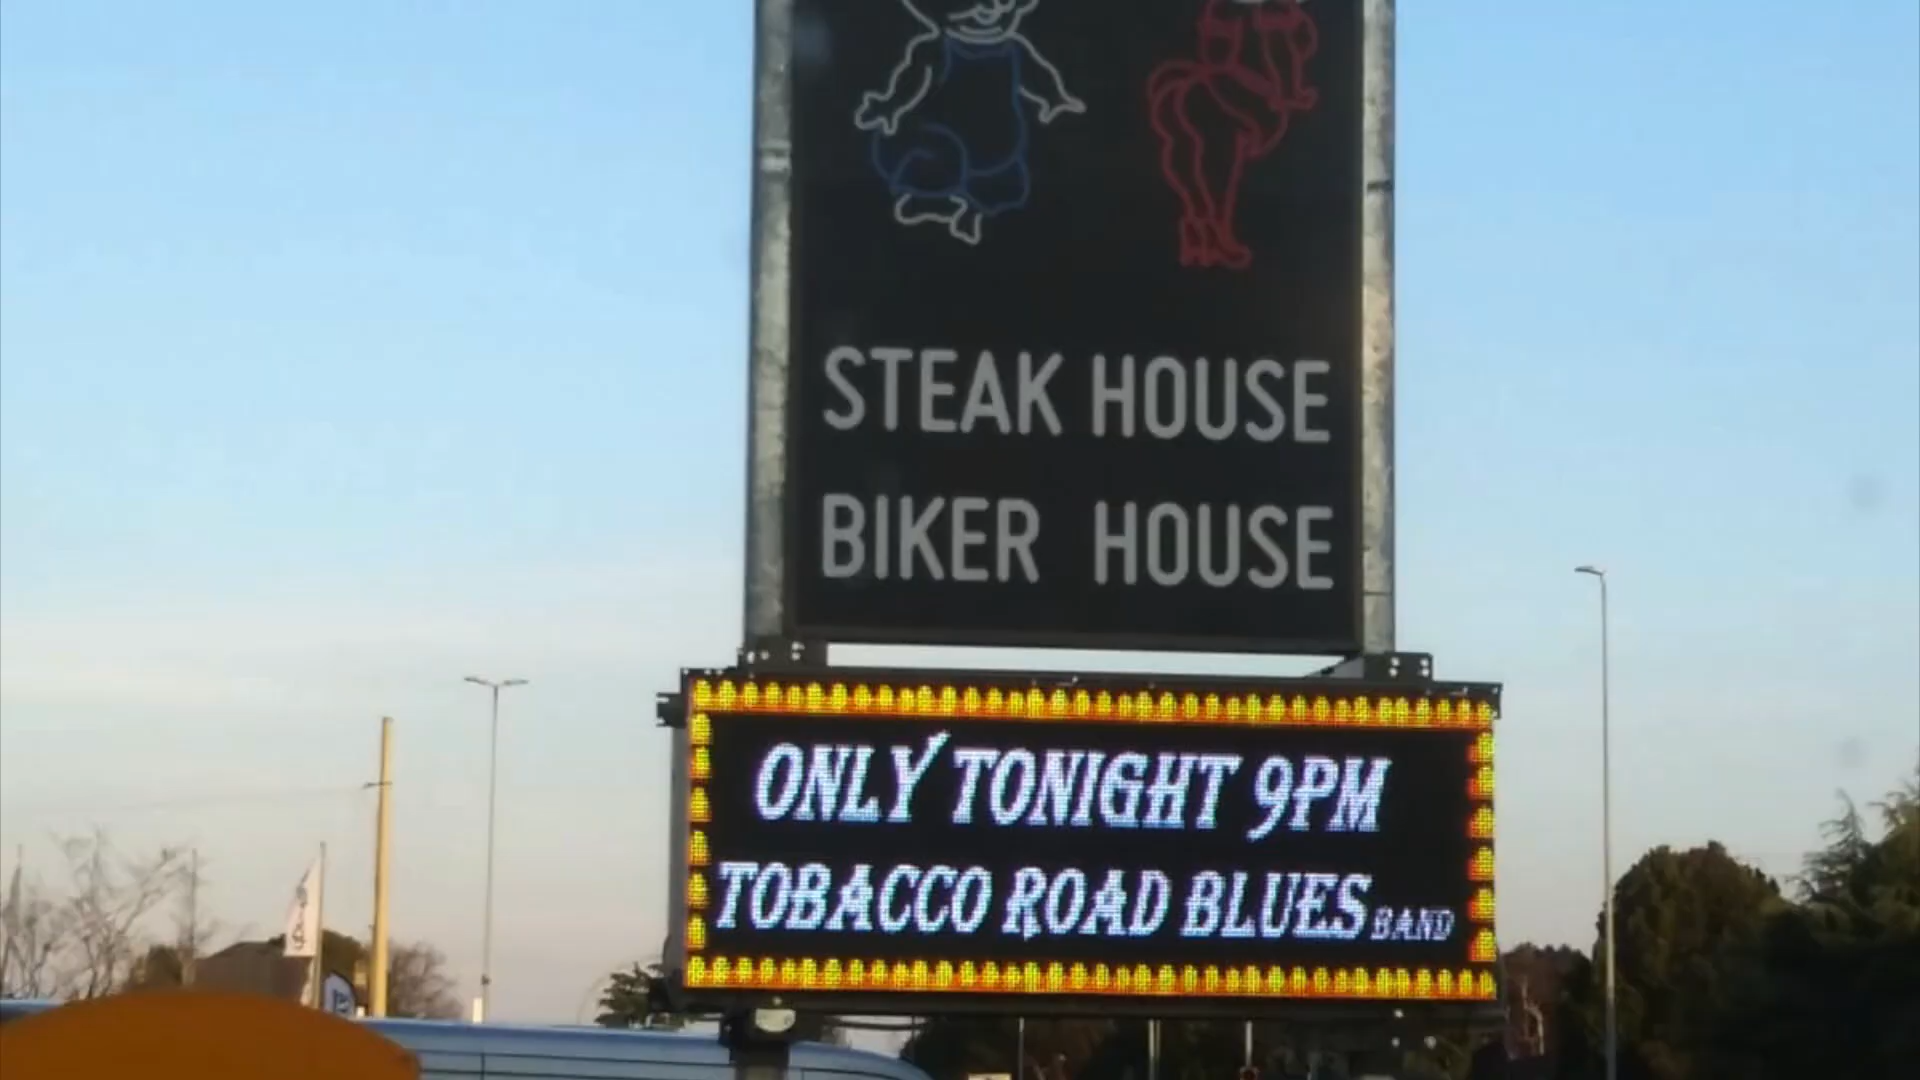 STEAK HOUSE
BIKER HOUSE
ONLY TONIGHT 9PM
TOBACCO ROAD BLUES BAND